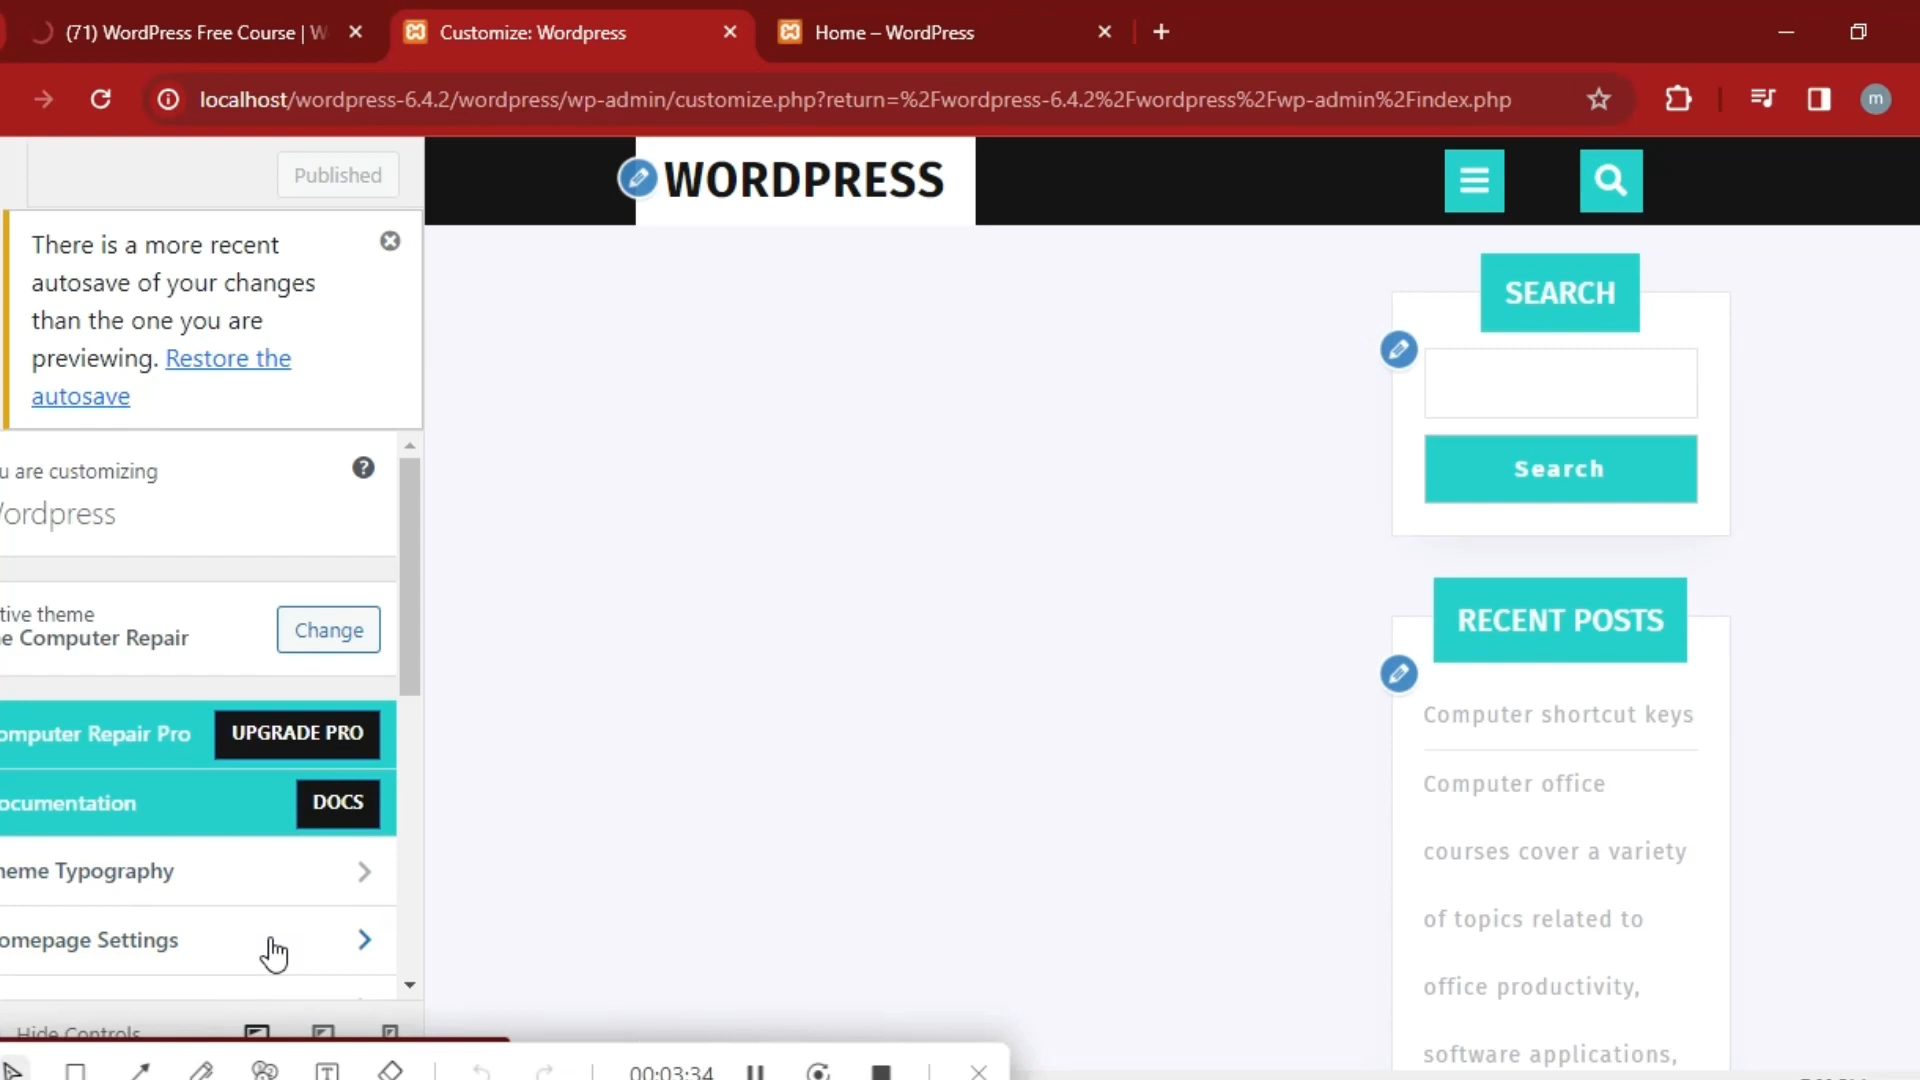 (71) WordPress Free Course | W
Customize: Wordpress
Home – WordPress
localhost/wordpress-6.4.2/wordpress/wp-admin/customize.php?return=%2Fwordpress-6.4.2%2Fwordpress%2Fwp-admin%2Findex.php
m
Published
WORDPRESS
There is a more recent
autosave of your changes
than the one you are
previewing. Restore the
autosave
u are customizing
ordpress
tive theme
e Computer Repair
Change
omputer Repair Pro
UPGRADE PRO
ocumentation
DOCS
heme Typography
omepage Settings
Hide Controls
00:03:34
SEARCH
Search
RECENT POSTS
Computer shortcut keys
Computer office
courses cover a variety
of topics related to
office productivity,
software applications,